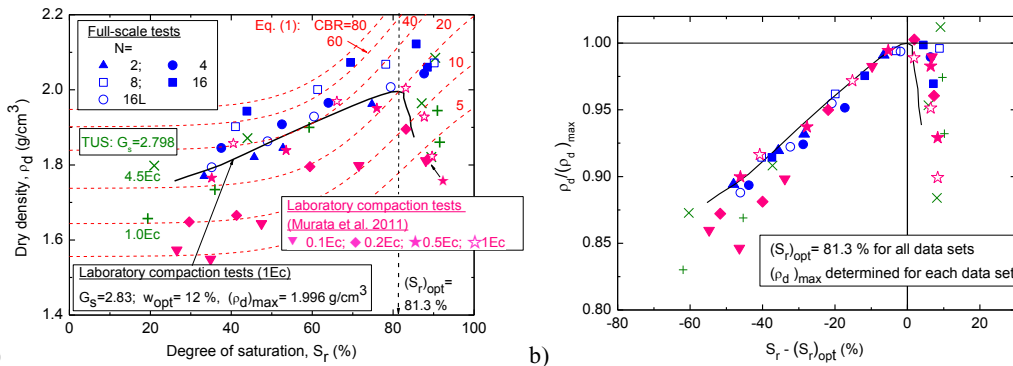 Eq. (1): CBR=80
60
40
20
10
5
Full-scale tests
N=
2; 4
8; 16
16L
TUS: Gs=2.798
4.5Ec
1.0Ec
Laboratory compaction tests
(Murata et al. 2011)
0.1Ec; 0.2Ec; 0.5Ec; 1Ec
Laboratory compaction tests (1Ec)
Gs=2.83; wopt= 12 %, (ρd)max= 1.996 g/cm³
(Sr)opt=
81.3 %
2.2
2.0
1.8
1.6
1.4
0 20 40 60 80 100
Dry density, ρd (g/cm³)
Degree of saturation, Sr (%)
b)
1.00
0.95
0.90
0.85
0.80
-80 -60 -40 -20 0 20
ρd/(ρd)max
Sr - (Sr)opt (%)
(Sr)opt= 81.3 % for all data sets
(ρd)max determined for each data set